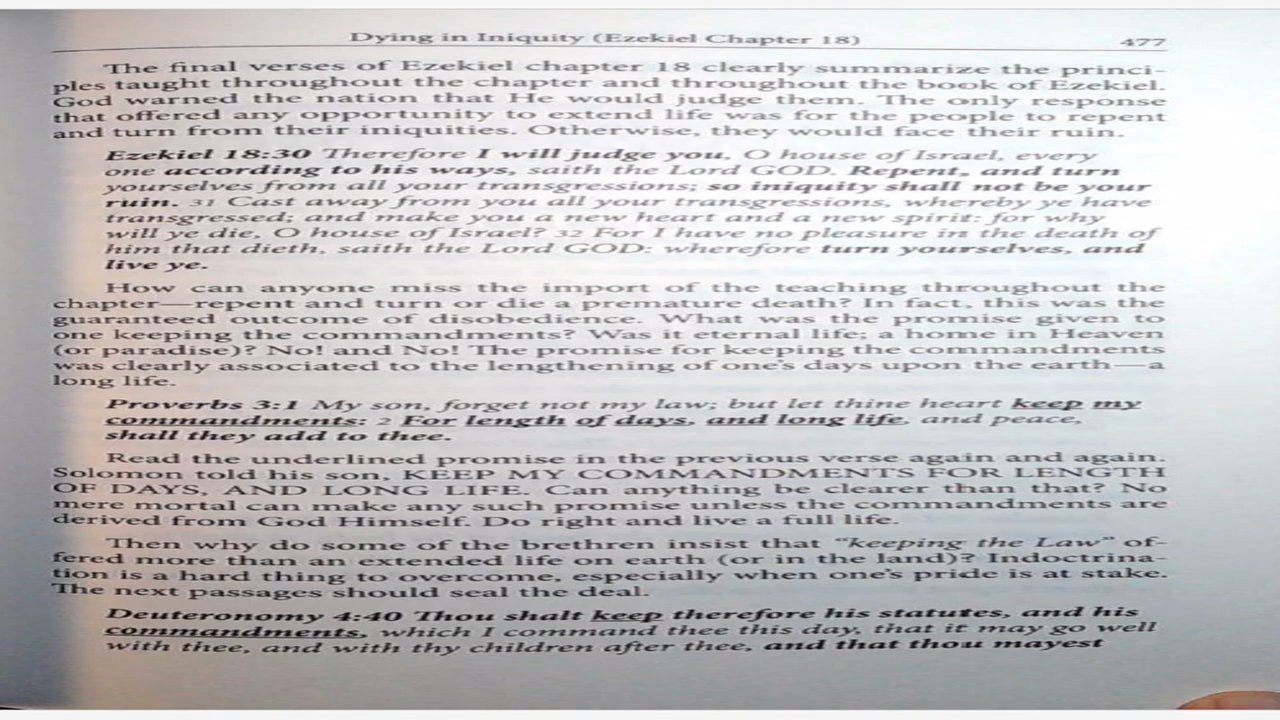 Dying in Iniquity (Ezekiel Chapter 18) 477
The final verses of Ezekiel chapter 18 clearly summarize the princi-
ples taught throughout the chapter and throughout the book of Ezekiel.
God warned the nation that He would judge them. The only response
that offered any opportunity to extend life was for the people to repent
and turn from their iniquities. Otherwise, they would face their ruin.
Ezekiel 18:30 Therefore I will judge you, O house of Israel, every
one according to his ways, saith the Lord GOD. Repent, and turn
yourselves from all your transgressions; so iniquity shall not be your
ruin. 31 Cast away from you all your transgressions, whereby ye have
transgressed; and make you a new heart and a new spirit: for why
will ye die, O house of Israel? 32 For I have no pleasure in the death of
him that dieth, saith the Lord GOD: wherefore turn yourselves, and
live ye.
How can anyone miss the import of the teaching throughout the
chapter—repent and turn or die a premature death? In fact, this was the
guaranteed outcome of disobedience. What was the promise given to
one keeping the commandments? Was it eternal life; a home in Heaven
(or paradise)? No! and No! The promise for keeping the commandments
was clearly associated to the lengthening of one's days upon the earth—a
long life.
Proverbs 3:1 My son, forget not my law; but let thine heart keep my
commandments: 2 For length of days, and long life, and peace,
shall they add to thee.
Read the underlined promise in the previous verse again and again.
Solomon told his son, KEEP MY COMMANDMENTS FOR LENGTH
OF DAYS, AND LONG LIFE. Can anything be clearer than that? No
mere mortal can make any such promise unless the commandments are
derived from God Himself. Do right and live a full life.
Then why do some of the brethren insist that "keeping the Law" of-
fered more than an extended life on earth (or in the land)? Indoctrina-
tion is a hard thing to overcome, especially when one's pride is at stake.
The next passages should seal the deal.
Deuteronomy 4:40 Thou shalt keep therefore his statutes, and his
commandments, which I command thee this day, that it may go well
with thee, and with thy children after thee, and that thou mayest